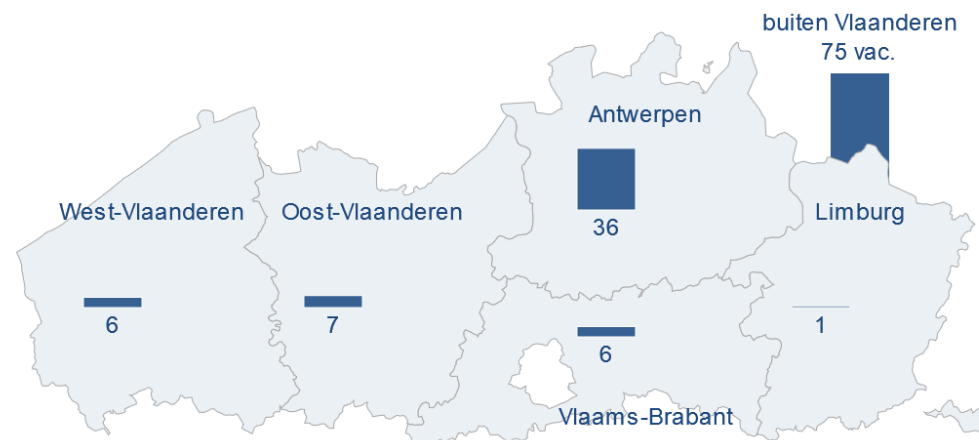 buiten Vlaanderen
75 vac.
Antwerpen
36
West-Vlaanderen
6
Oost-Vlaanderen
7
Limburg
1
6
Vlaams-Brabant